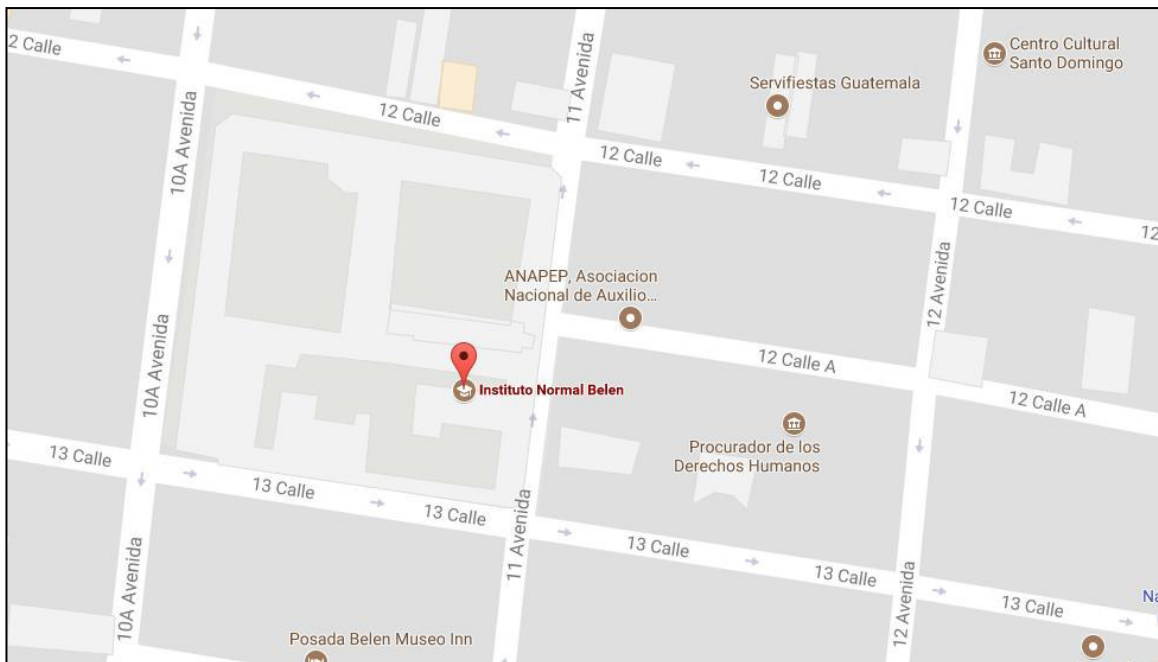 2 Calle
11 Avenida
Centro Cultural
Santo Domingo
Servifiestas Guatemala
12 Calle
10A Avenida
12 Calle
12 Calle
12 Calle
12
ANAPEP, Asociacion
Nacional de Auxilio...
12 Avenida
10A Avenida
12 Calle A
Instituto Normal Belen
12 Calle A
Procurador de los
Derechos Humanos
13 Calle
13 Calle
13 Calle
11 Avenida
13 Calle
10A Avenida
13 Calle
12 Avenida
13 Calle
Na
Posada Belen Museo Inn